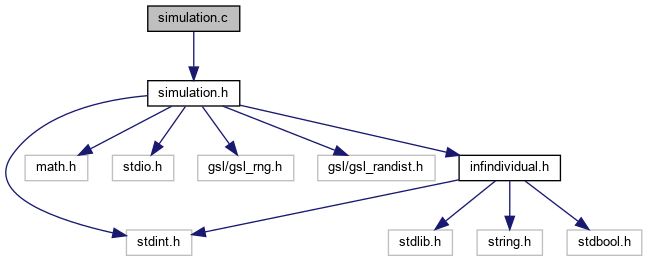 simulation.c
simulation.h
math.h
stdio.h
gsl/gsl_rng.h
gsl/gsl_randist.h
infindividual.h
stdint.h
stdlib.h
string.h
stdbool.h